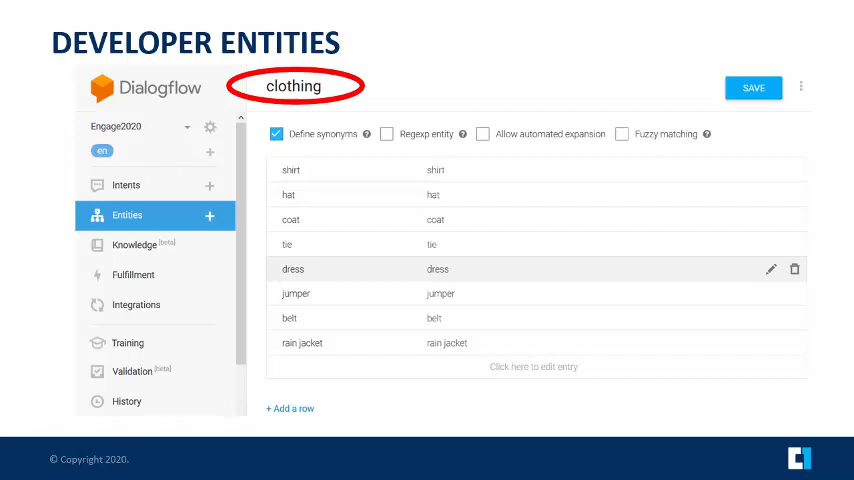 DEVELOPER ENTITIES
Dialogflow
clothing
SAVE
Engage2020
en
Define synonyms
Regexp entity
Allow automated expansion
Fuzzy matching
Intents
Entities
Knowledge [beta]
Fulfillment
Integrations
Training
Validation [beta]
History
shirt shirt
hat hat
coat coat
tie tie
dress dress
jumper jumper
belt belt
rain jacket rain jacket
Click here to edit entry
+ Add a row
© Copyright 2020.